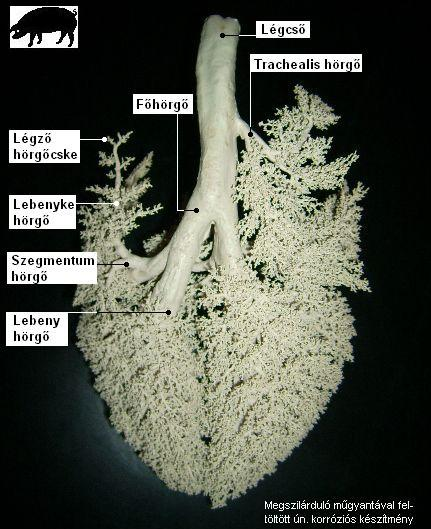 Légcső
Trachealis hörgő
Főhörgő
Légző
hörgőcske
Lebenyke
hörgő
Szegmentum
hörgő
Lebeny
hörgő
Megszilárduló műgyantával fel-
töltött ún. korróziós készítmény